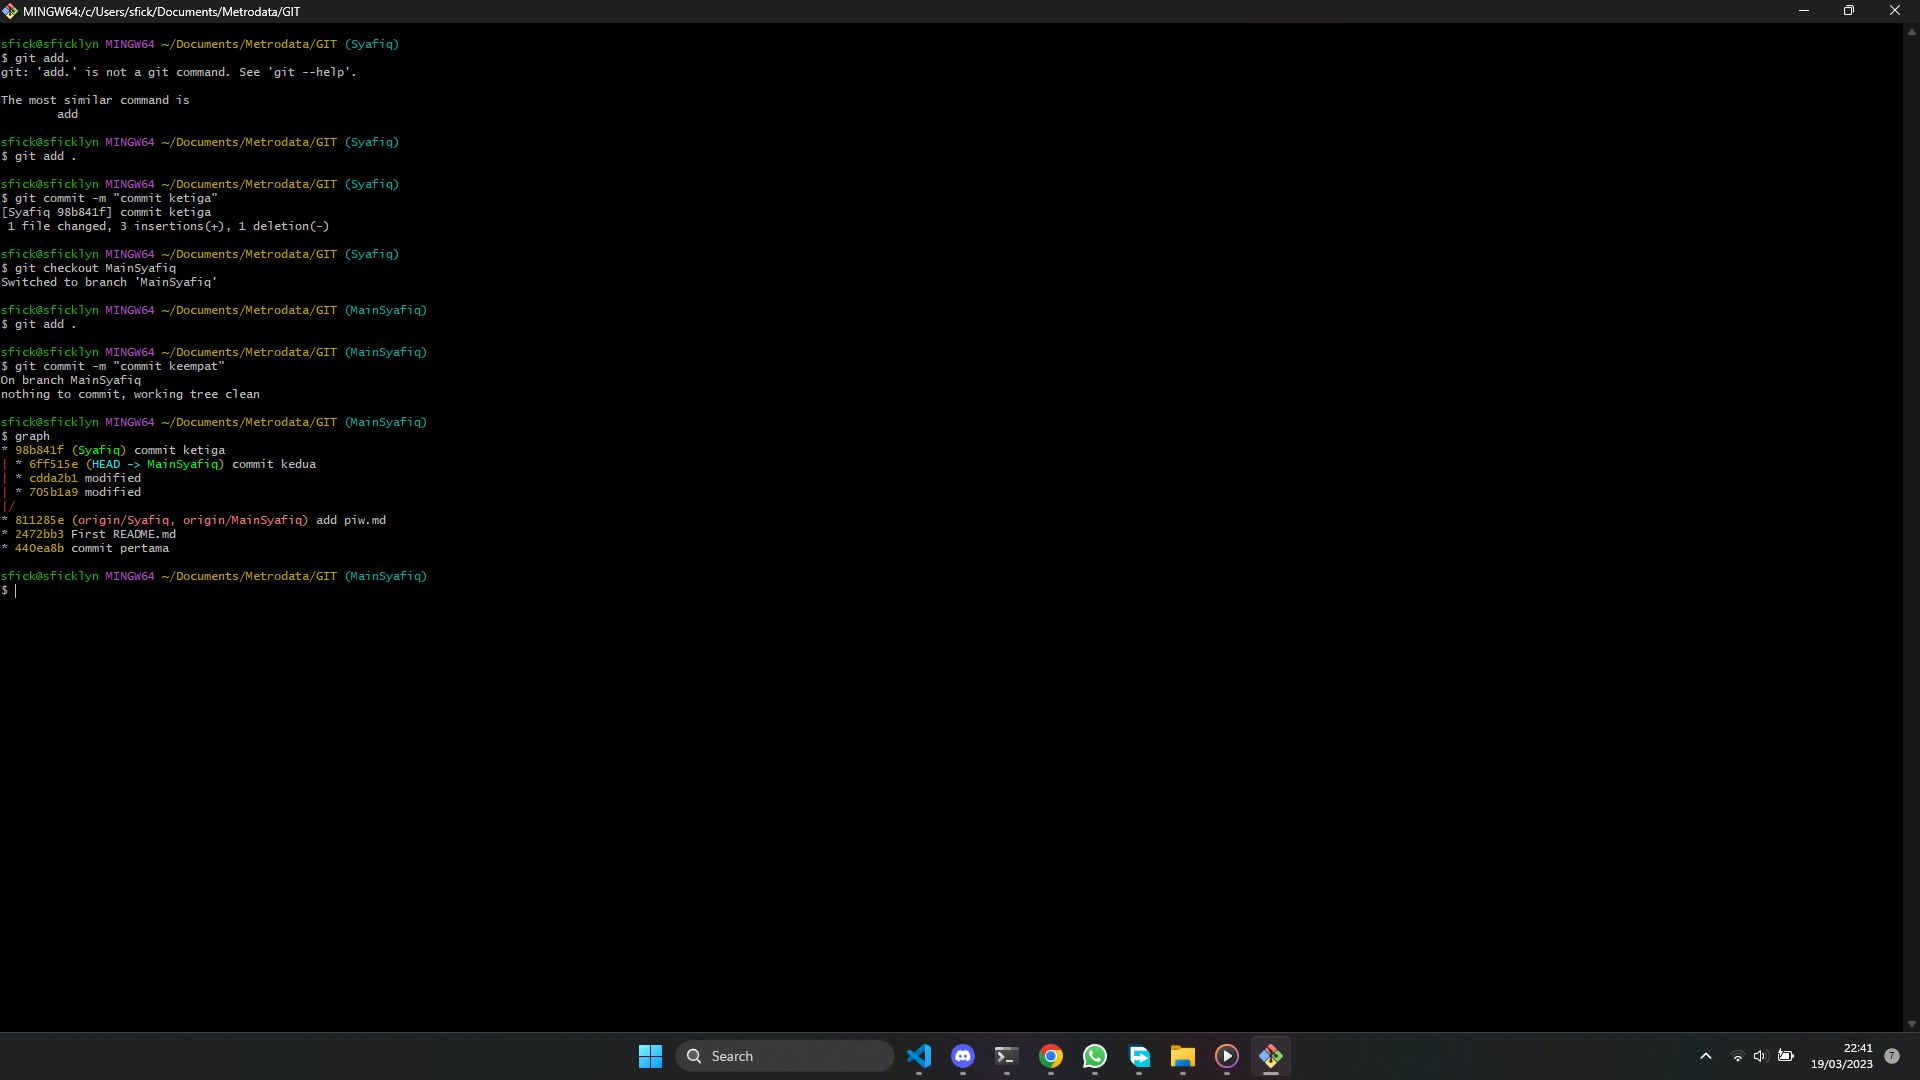 MINGW64:/c/Users/sfick/Documents/Metrodata/GIT
sfick@sficklyn MINGW64 ~/Documents/Metrodata/GIT (Syafiq)
$ git add.
git: 'add.' is not a git command. See 'git --help'.
The most similar command is
add
sfick@sficklyn MINGW64 ~/Documents/Metrodata/GIT (Syafiq)
$ git add .
sfick@sficklyn MINGW64 ~/Documents/Metrodata/GIT (Syafiq)
$ git commit -m "commit ketiga"
[Syafiq 98b841f] commit ketiga
1 file changed, 3 insertions(+), 1 deletion(-)
sfick@sficklyn MINGW64 ~/Documents/Metrodata/GIT (Syafiq)
$ git checkout MainSyafiq
Switched to branch 'MainSyafiq'
sfick@sficklyn MINGW64 ~/Documents/Metrodata/GIT (MainSyafiq)
$ git add .
sfick@sficklyn MINGW64 ~/Documents/Metrodata/GIT (MainSyafiq)
$ git commit -m "commit keempat"
On branch MainSyafiq
nothing to commit, working tree clean
sfick@sficklyn MINGW64 ~/Documents/Metrodata/GIT (MainSyafiq)
$ graph
* 98b841f (Syafiq) commit ketiga
| * 6ff515e (HEAD -> MainSyafiq) commit kedua
| * cdda2b1 modified
| * 705b1a9 modified
|/
* 811285e (origin/Syafiq, origin/MainSyafiq) add piw.md
* 2472bb3 First README.md
* 440ea8b commit pertama
sfick@sficklyn MINGW64 ~/Documents/Metrodata/GIT (MainSyafiq)
$
Search
22:41
19/03/2023
7